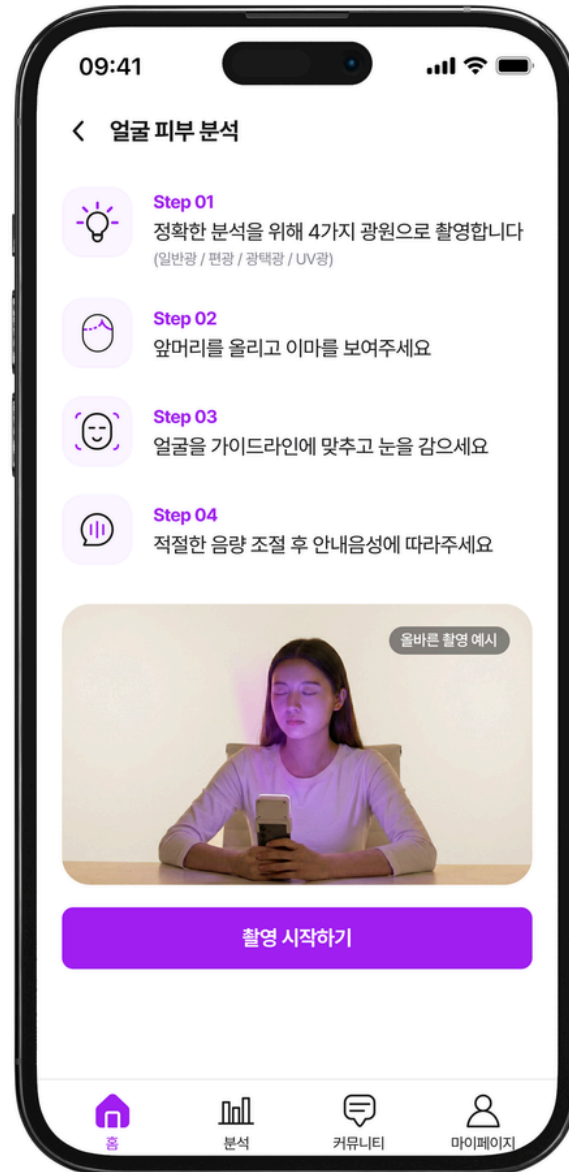 09:41
얼굴 피부 분석
Step 01
정확한 분석을 위해 4가지 광원으로 촬영합니다
(일반광 / 편광 / 광택광 / UV광)
Step 02
앞머리를 올리고 이마를 보여주세요
Step 03
얼굴을 가이드라인에 맞추고 눈을 감으세요
Step 04
적절한 음량 조절 후 안내음성에 따라주세요
올바른 촬영 예시
촬영 시작하기
홈
분석
커뮤니티
마이페이지